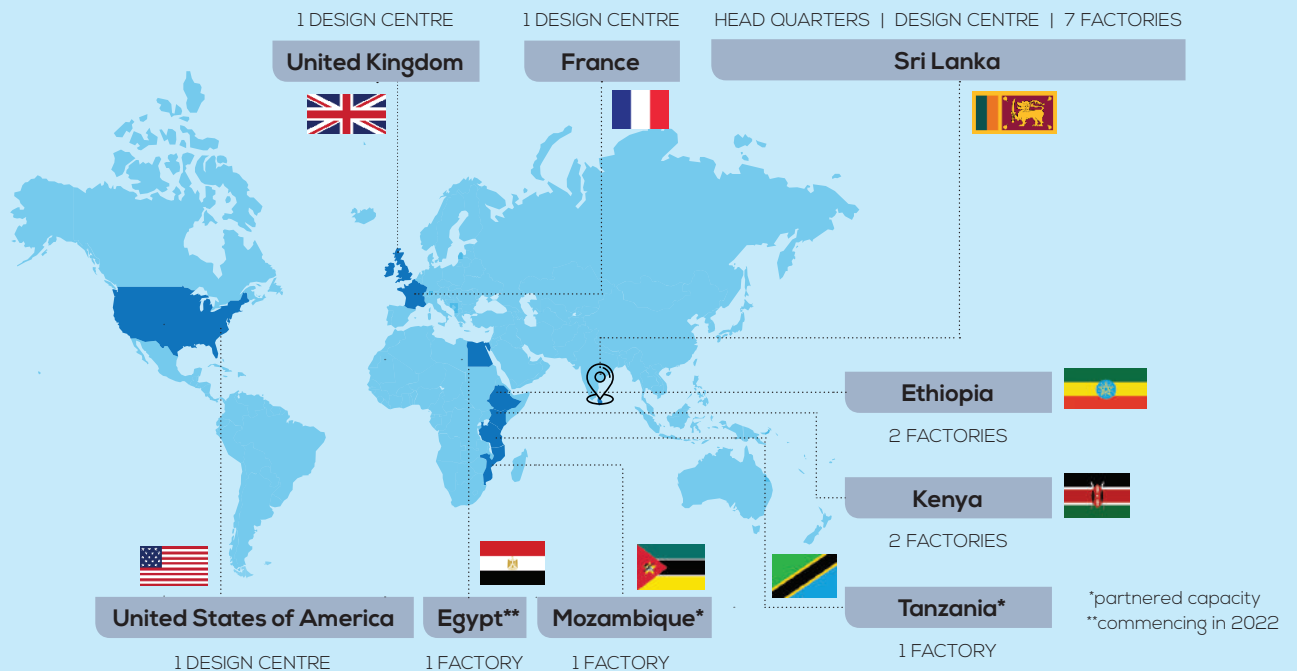 1 DESIGN CENTRE
United Kingdom
1 DESIGN CENTRE
France
HEAD QUARTERS | DESIGN CENTRE | 7 FACTORIES
Sri Lanka
Ethiopia
2 FACTORIES
Kenya
2 FACTORIES
United States of America
1 DESIGN CENTRE
Egypt**
1 FACTORY
Mozambique*
1 FACTORY
Tanzania*
1 FACTORY
*partnered capacity
**commencing in 2022